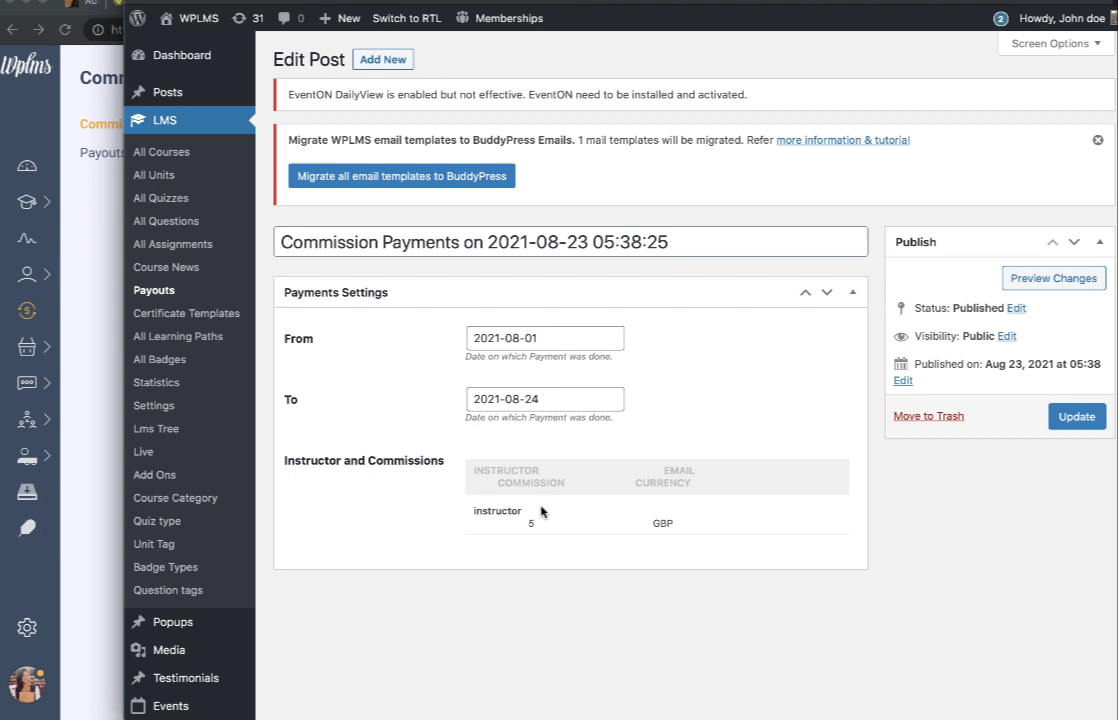 WPLMS
31
0
New
Switch to RTL
Memberships
2
Howdy, John doe
Wplms
Dashboard
Posts
LMS
All Courses
All Units
All Quizzes
All Questions
All Assignments
Course News
Payouts
Certificate Templates
All Learning Paths
All Badges
Statistics
Settings
Lms Tree
Live
Add Ons
Course Category
Quiz type
Unit Tag
Badge Types
Question tags
Popups
Media
Testimonials
Events
Payouts
Screen Options
Edit Post
Add New
EventON DailyView is enabled but not effective. EventON need to be installed and activated.
Migrate WPLMS email templates to BuddyPress Emails. 1 mail templates will be migrated. Refer more information & tutorial
Migrate all email templates to BuddyPress
Commission Payments on 2021-08-23 05:38:25
Payments Settings
From
2021-08-01
Date on which Payment was done.
To
2021-08-24
Date on which Payment was done.
Instructor and Commissions
INSTRUCTOR EMAIL
COMMISSION CURRENCY
instructor
5 GBP
Publish
Preview Changes
Status: Published Edit
Visibility: Public Edit
Published on: Aug 23, 2021 at 05:38
Edit
Move to Trash
Update